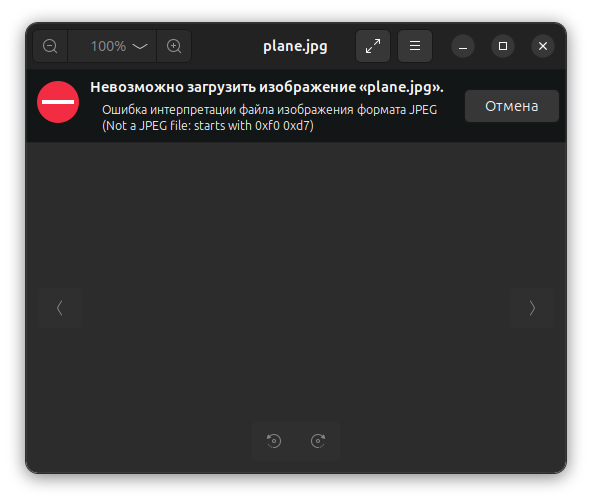 100%
plane.jpg
Невозможно загрузить изображение «plane.jpg».
Ошибка интерпретации файла изображения формата JPEG
(Not a JPEG file: starts with 0xf0 0xd7)
Отмена